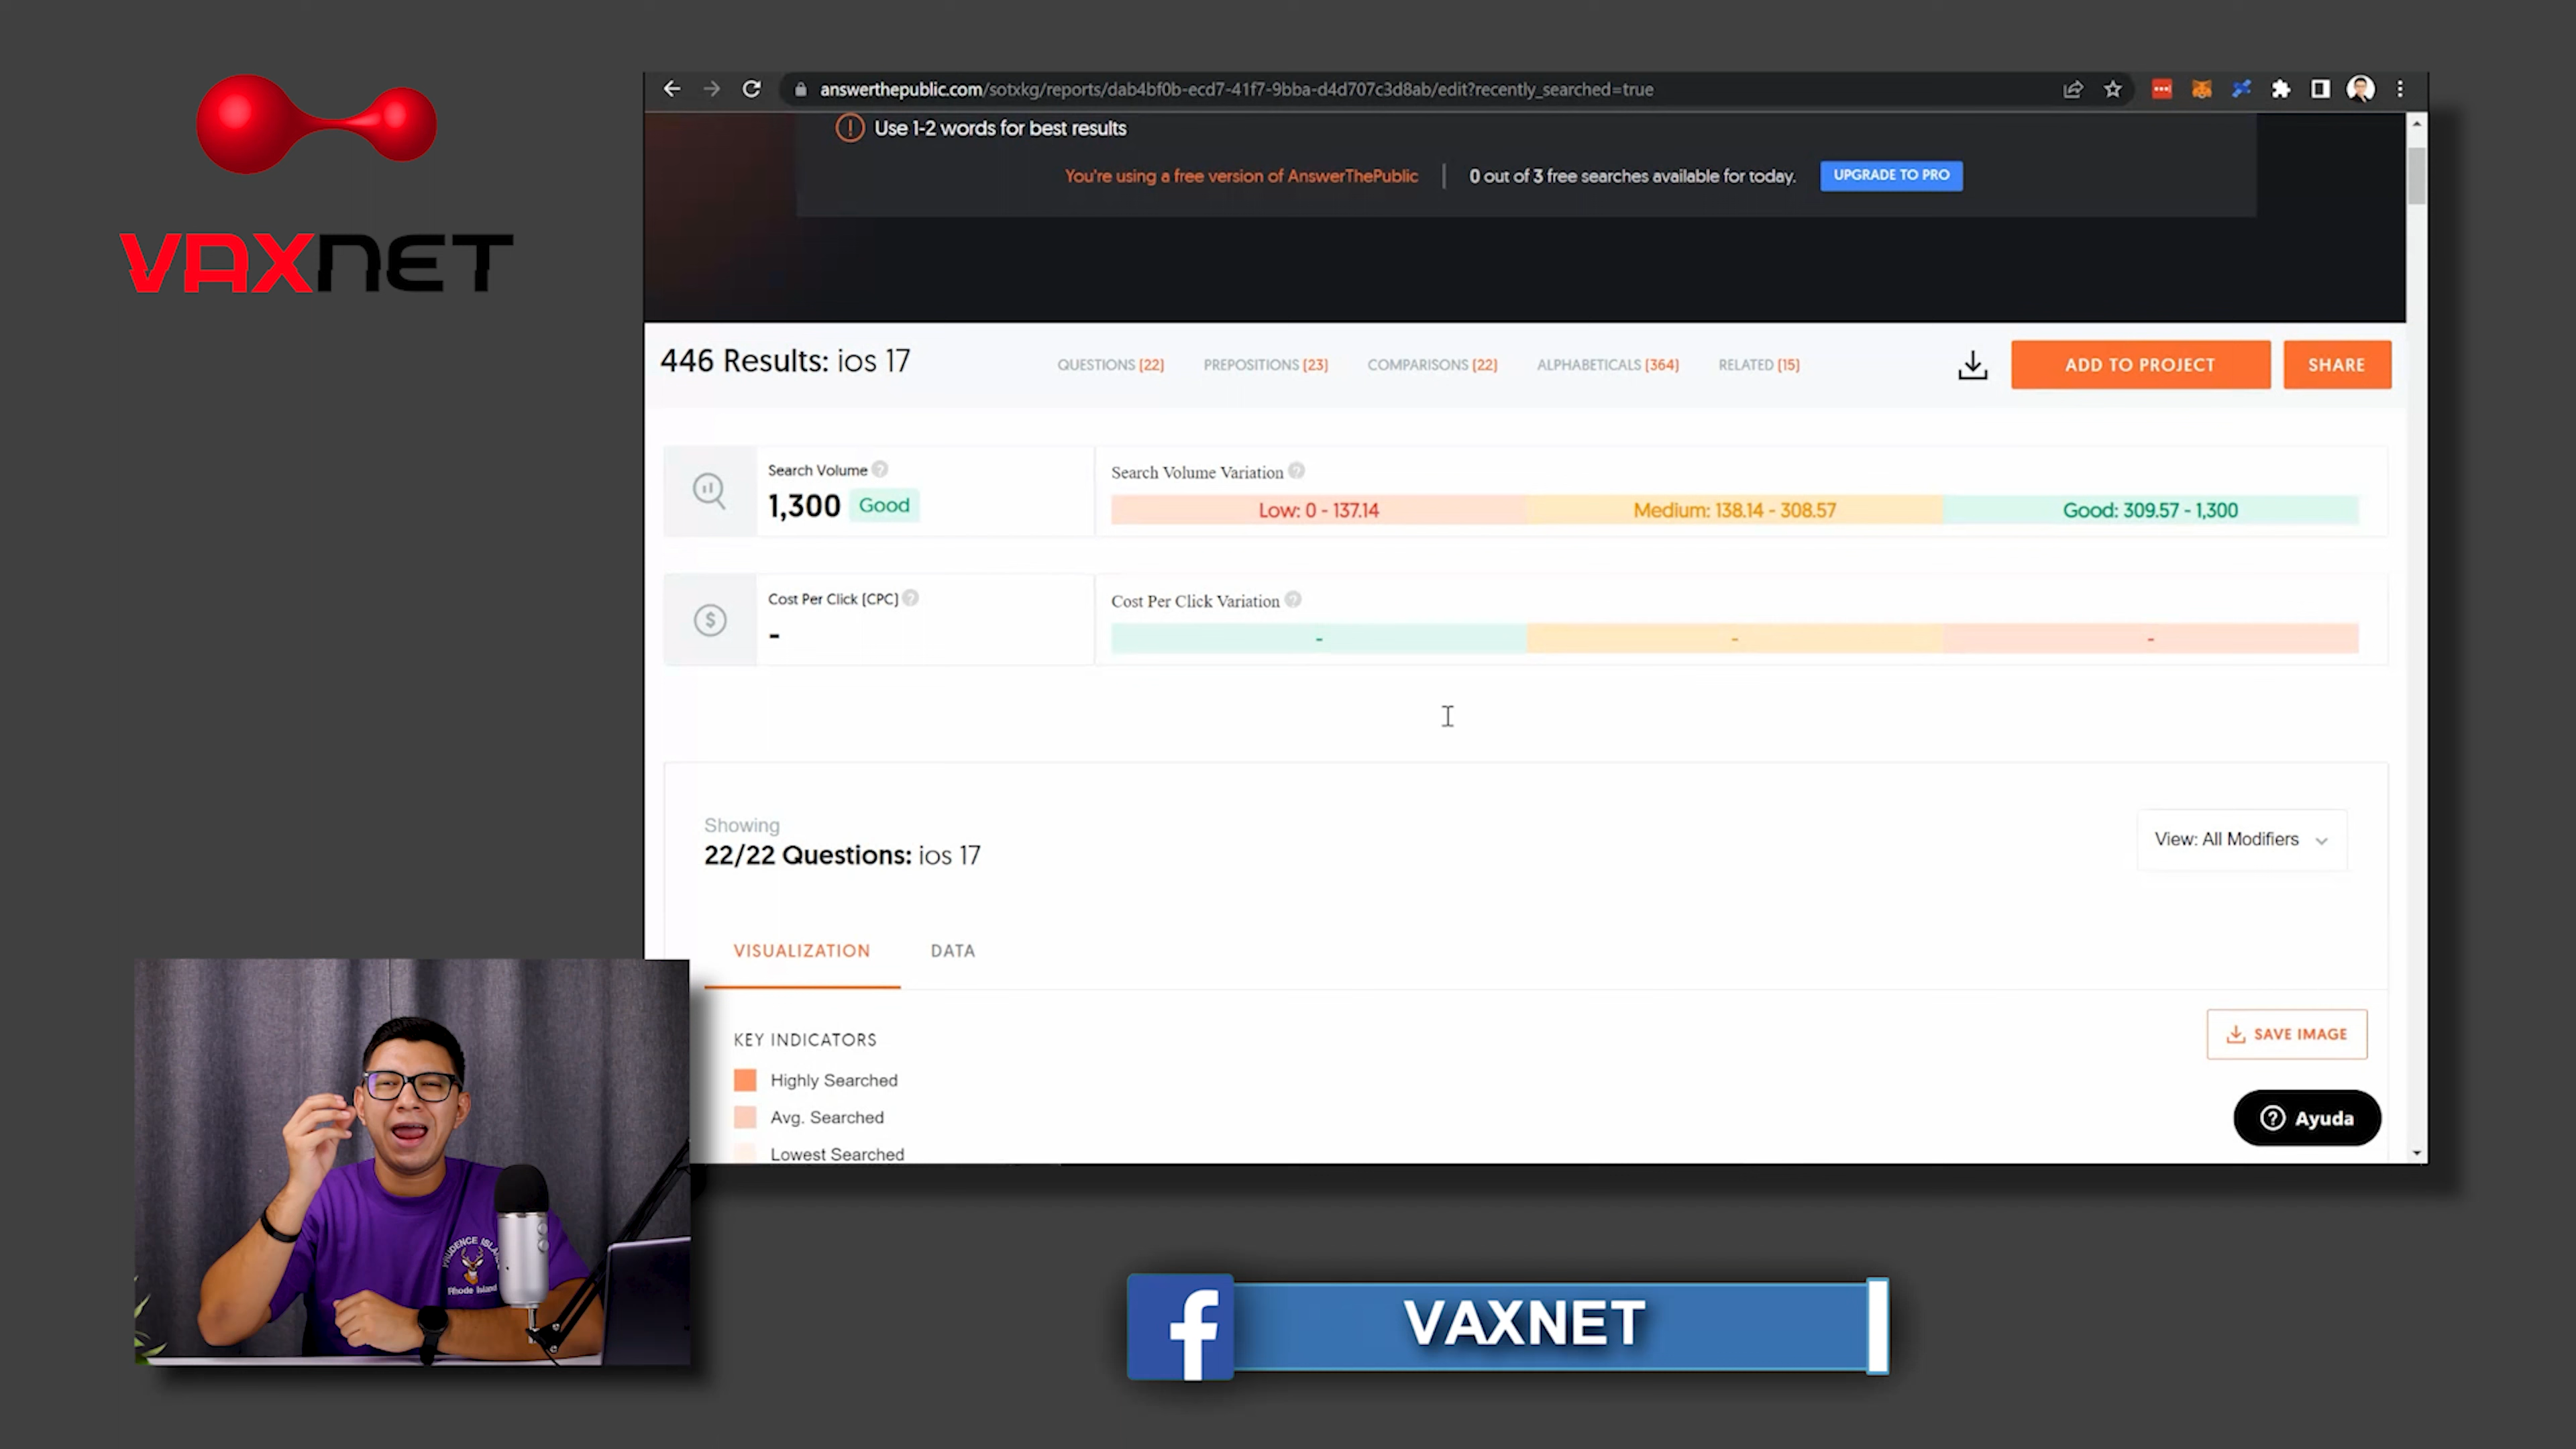 VAXNET
answerthepublic.com/sotxkg/reports/dab4bf0b-ecd7-41f7-9bba-d4d707c3d8ab/edit?recently_searched=true
Use 1-2 words for best results
You're using a free version of AnswerThePublic
0 out of 3 free searches available for today.
UPGRADE TO PRO
446 Results: ios 17
QUESTIONS [22]
PREPOSITIONS [23]
COMPARISONS [22]
ALPHABETICALS [364]
RELATED [15]
ADD TO PROJECT
SHARE
Search Volume ?
1,300 Good
Search Volume Variation ?
Low: 0 - 137.14
Medium: 138.14 - 308.57
Good: 309.57 - 1,300
Cost Per Click [CPC] ?
-
Cost Per Click Variation ?
-
-
-
Showing
22/22 Questions: ios 17
View: All Modifiers
VISUALIZATION
DATA
KEY INDICATORS
SAVE IMAGE
Highly Searched
Avg. Searched
Lowest Searched
? Ayuda
Rhode Island
f VAXNET